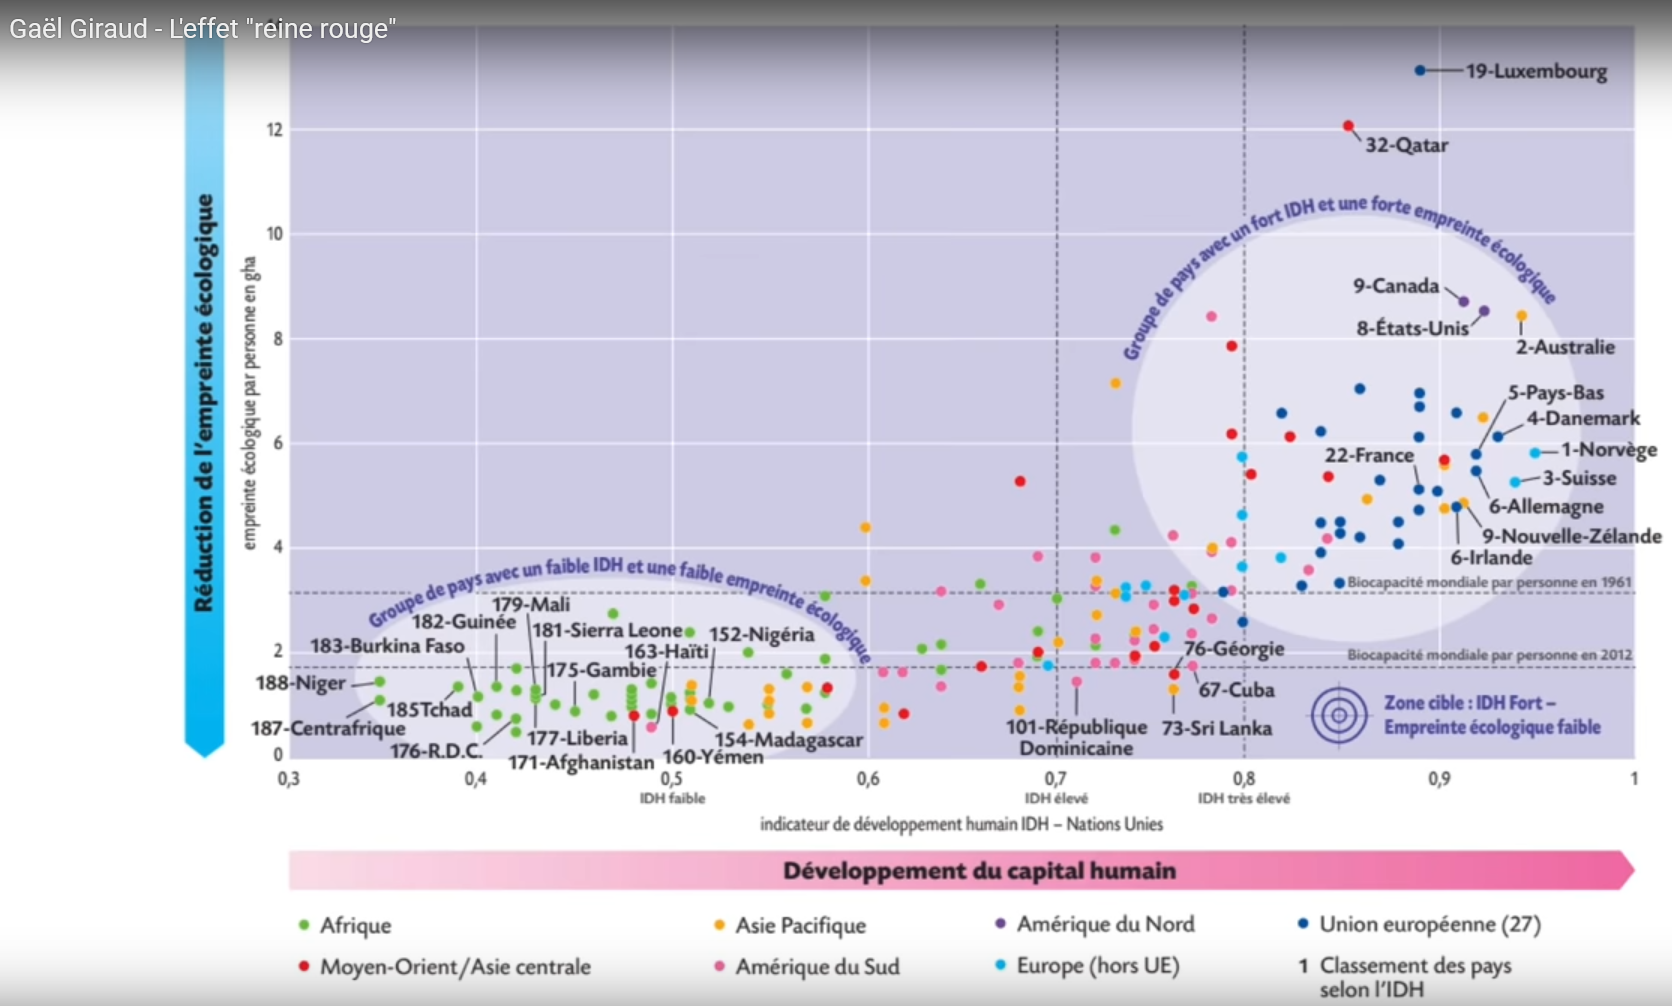 Gaël Giraud - L'effet "reine rouge"
Réduction de l'empreinte écologique
empreinte écologique par personne en gha
12
10
8
6
4
2
0
19-Luxembourg
32-Qatar
Groupe de pays avec un fort IDH et une forte empreinte écologique
9-Canada
8-États-Unis
2-Australie
5-Pays-Bas
4-Danemark
22-France
1-Norvège
3-Suisse
6-Allemagne
9-Nouvelle-Zélande
6-Irlande
Biocapacité mondiale par personne en 1961
Groupe de pays avec un faible IDH et une faible empreinte écologique
179-Mali
182-Guinée
181-Sierra Leone
152-Nigéria
183-Burkina Faso
163-Haïti
175-Gambie
188-Niger
185Tchad
187-Centrafrique
176-R.D.C.
177-Liberia
171-Afghanistan
160-Yémen
154-Madagascar
76-Géorgie
Biocapacité mondiale par personne en 2012
67-Cuba
101-République
Dominicaine
73-Sri Lanka
Zone cible : IDH Fort –
Empreinte écologique faible
0,3
0,4
0,5
0,6
0,7
0,8
0,9
1
IDH faible
IDH élevé
IDH très élevé
indicateur de développement humain IDH – Nations Unies
Développement du capital humain
Afrique
Asie Pacifique
Amérique du Nord
Union européenne (27)
Moyen-Orient/Asie centrale
Amérique du Sud
Europe (hors UE)
1 Classement des pays
selon l'IDH